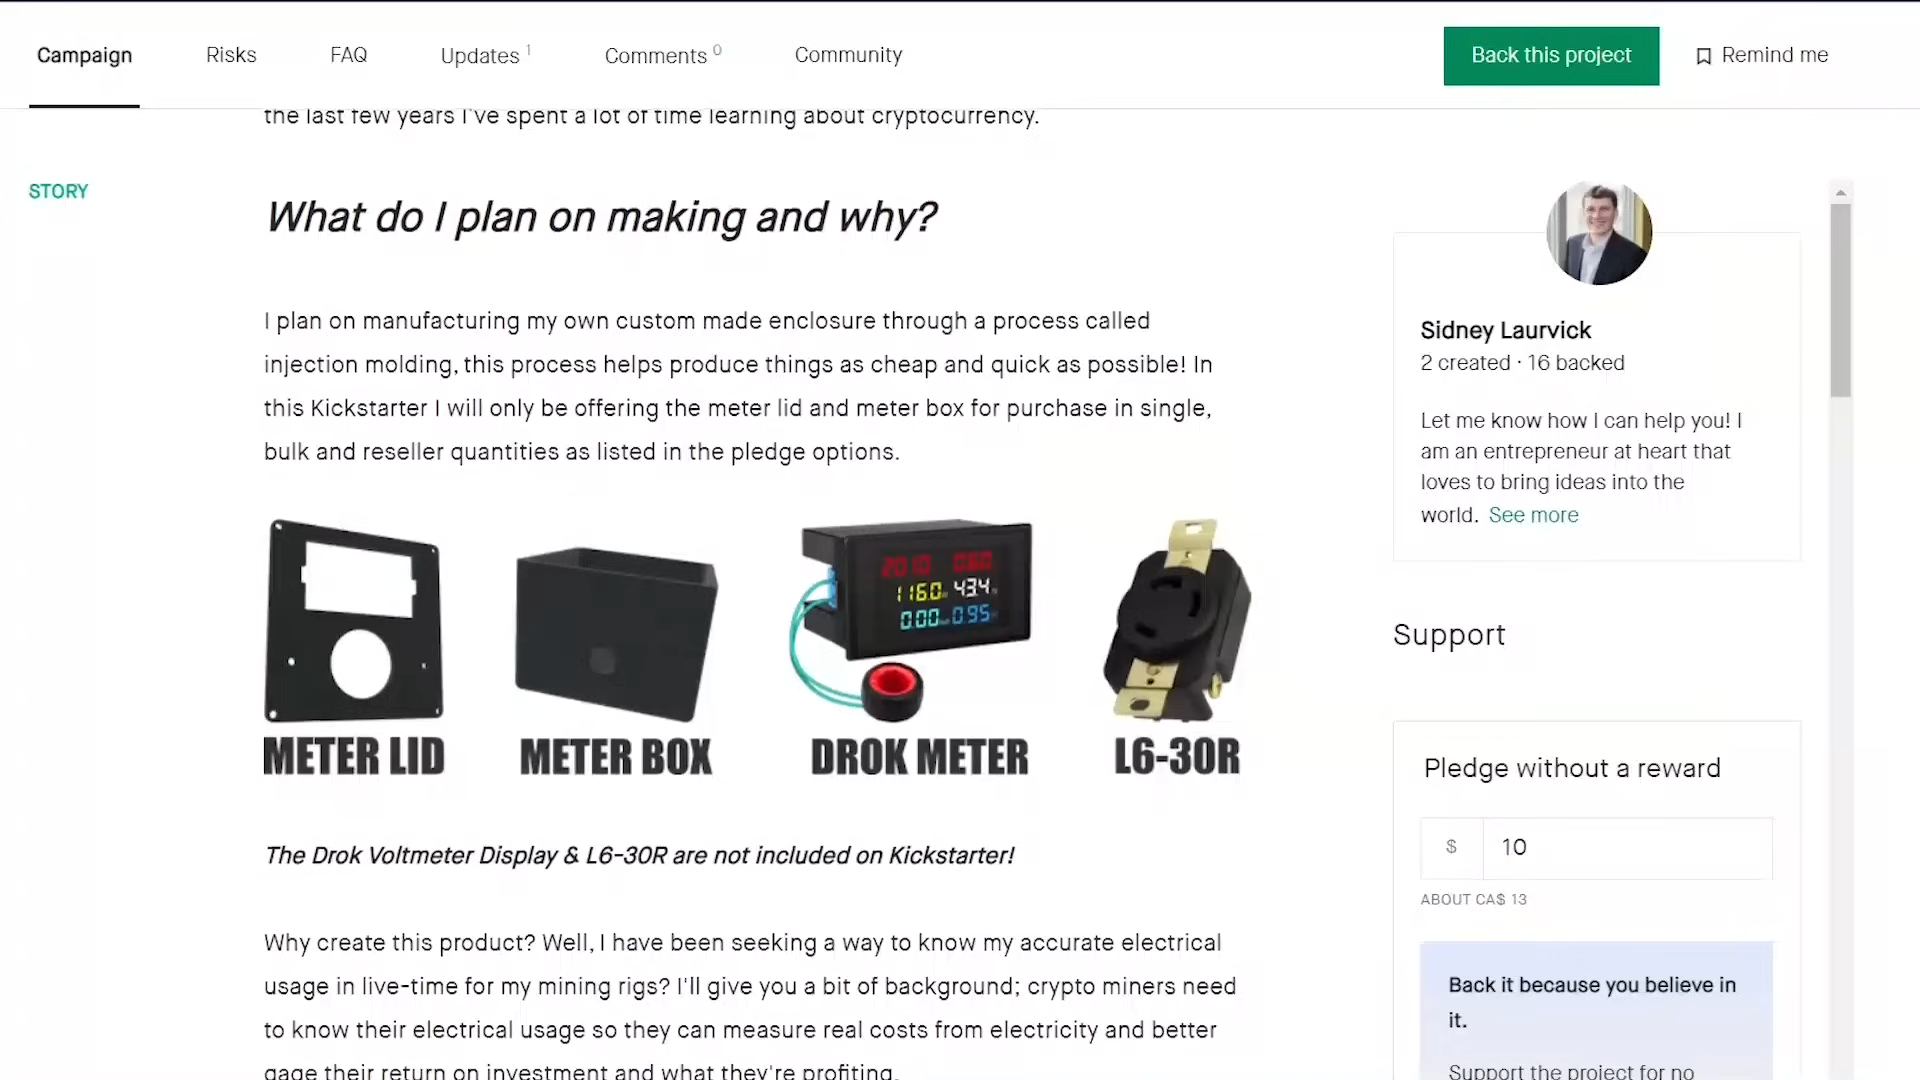 Campaign
Risks
FAQ
Updates 1
Comments 0
Community
Back this project
Remind me
the last few years I've spent a lot of time learning about cryptocurrency.
STORY
What do I plan on making and why?
I plan on manufacturing my own custom made enclosure through a process called
injection molding, this process helps produce things as cheap and quick as possible! In
this Kickstarter I will only be offering the meter lid and meter box for purchase in single,
bulk and reseller quantities as listed in the pledge options.
2010 060
116.0 43.4
0.00 0.95
METER LID
METER BOX
DROK METER
L6-30R
The Drok Voltmeter Display & L6-30R are not included on Kickstarter!
Why create this product? Well, I have been seeking a way to know my accurate electrical
usage in live-time for my mining rigs? I'll give you a bit of background; crypto miners need
to know their electrical usage so they can measure real costs from electricity and better
gage their return on investment and what they're profiting.
Sidney Laurvick
2 created · 16 backed
Let me know how I can help you! I
am an entrepreneur at heart that
loves to bring ideas into the
world. See more
Support
Pledge without a reward
$ 10
ABOUT CA$ 13
Back it because you believe in
it.
Support the project for no